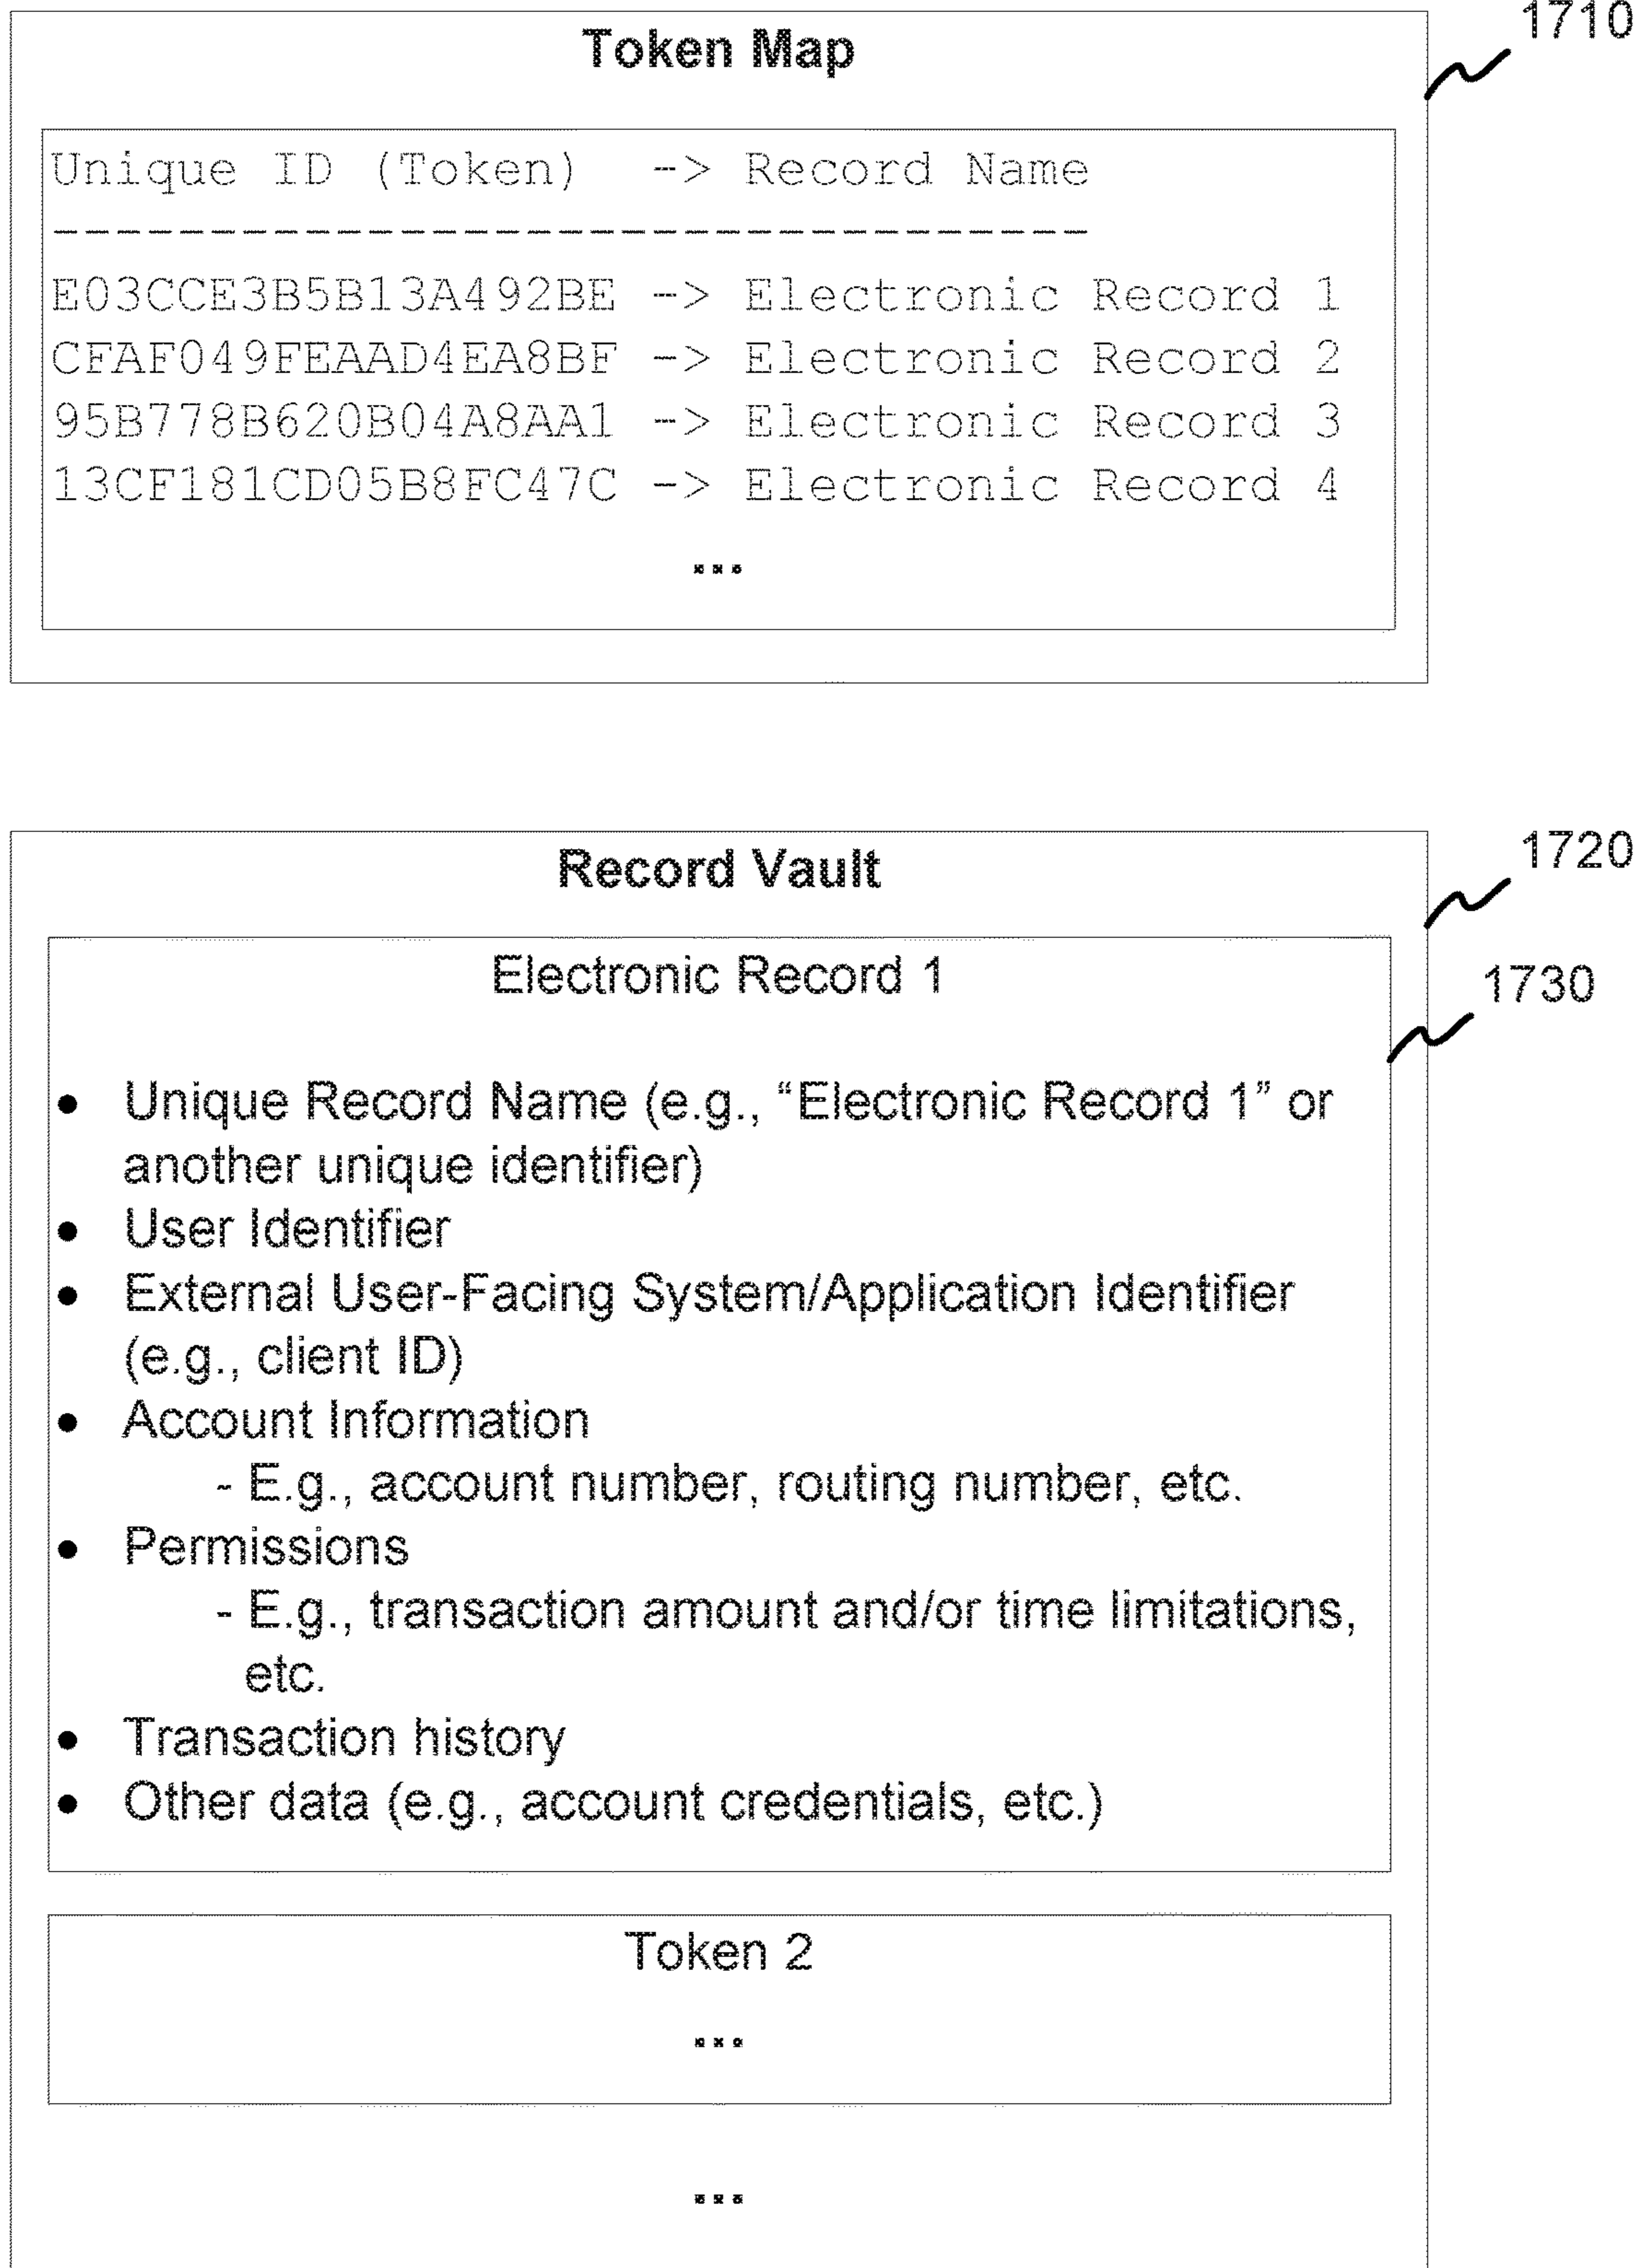 1710
Token Map
Unique ID (Token) -> Record Name
---------------------------------
E03CCE3B5B13A492BE -> Electronic Record 1
CFAF049FEAAD4EA8BF -> Electronic Record 2
95B778B620B04A8AA1 -> Electronic Record 3
13CF181CD05B8FC47C -> Electronic Record 4
...
1720
Record Vault
Electronic Record 1
1730
● Unique Record Name (e.g., “Electronic Record 1” or
another unique identifier)
● User Identifier
● External User-Facing System/Application Identifier
(e.g., client ID)
● Account Information
- E.g., account number, routing number, etc.
● Permissions
- E.g., transaction amount and/or time limitations,
etc.
● Transaction history
● Other data (e.g., account credentials, etc.)
Token 2
...
...